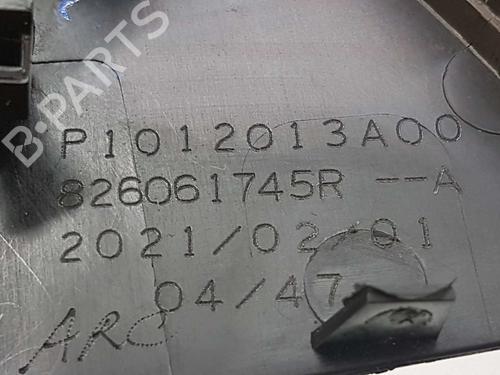 B-PARTS
P1012013A00
826061745R --A
2021/02/01
04/47
ARC